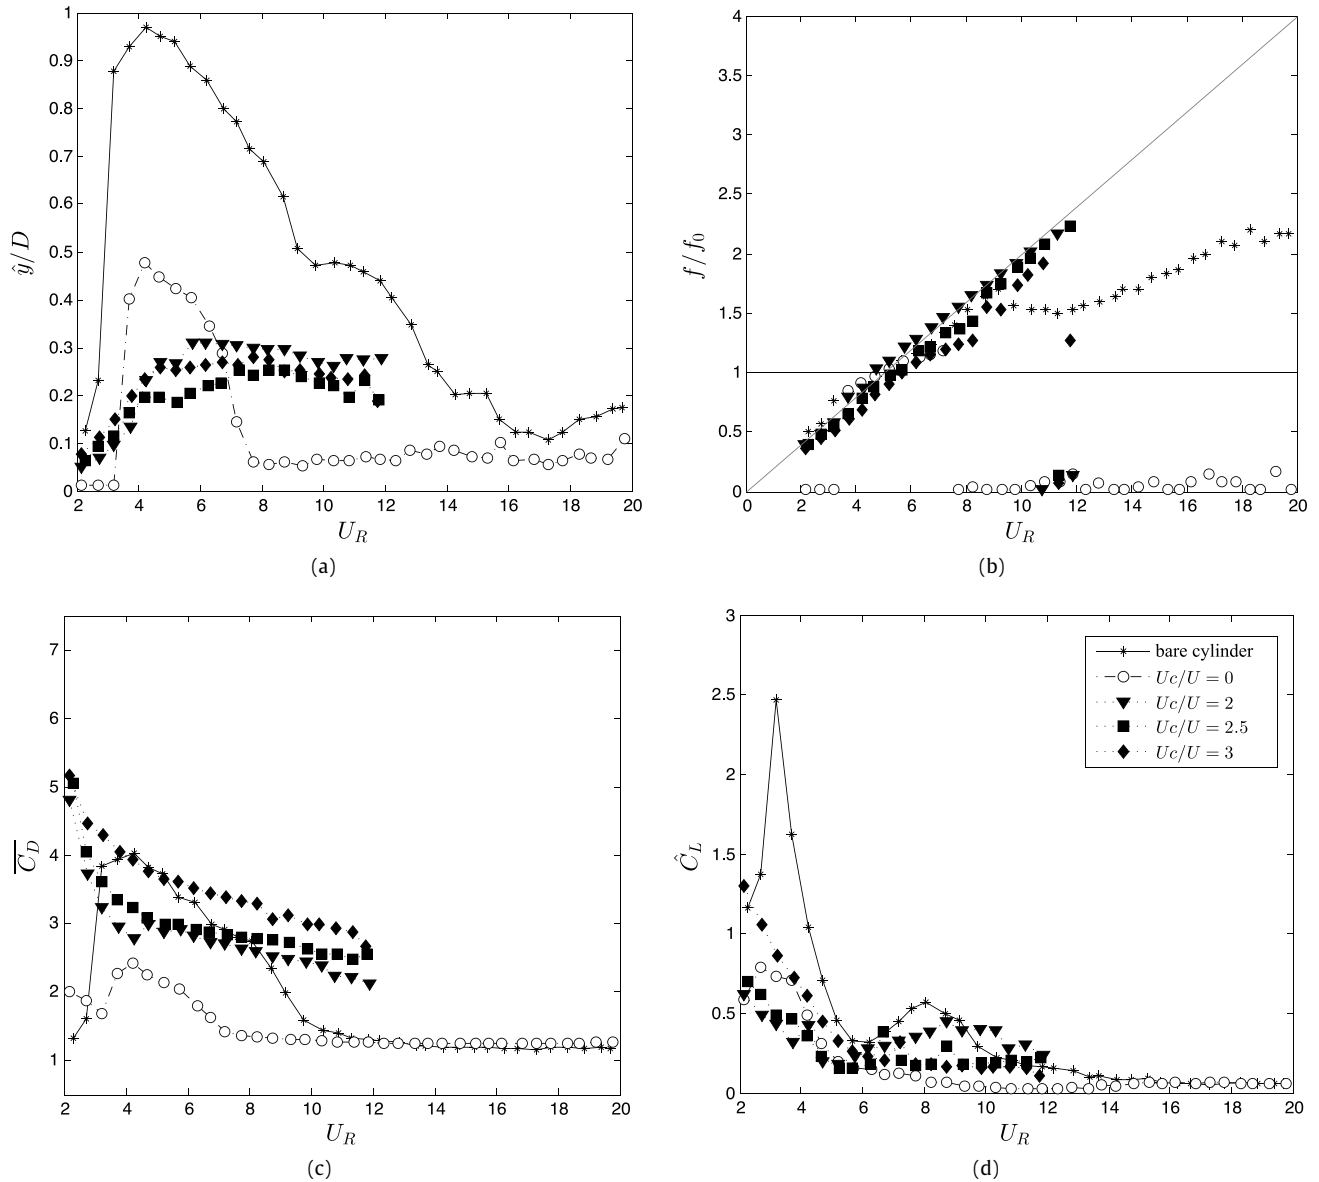 1
0.9
0.8
0.7
0.6
0.5
0.4
0.3
0.2
0.1
0
2 4 6 8 10 12 14 16 18 20
ŷ/D
U_R
(a)
4
3.5
3
2.5
2
1.5
1
0.5
0
0 2 4 6 8 10 12 14 16 18 20
f/f_0
U_R
(b)
7
6
5
4
3
2
1
2 4 6 8 10 12 14 16 18 20
\overline{C_D}
U_R
(c)
3
2.5
2
1.5
1
0.5
0
2 4 6 8 10 12 14 16 18 20
Ĉ_L
U_R
bare cylinder
Uc/U = 0
Uc/U = 2
Uc/U = 2.5
Uc/U = 3
(d)